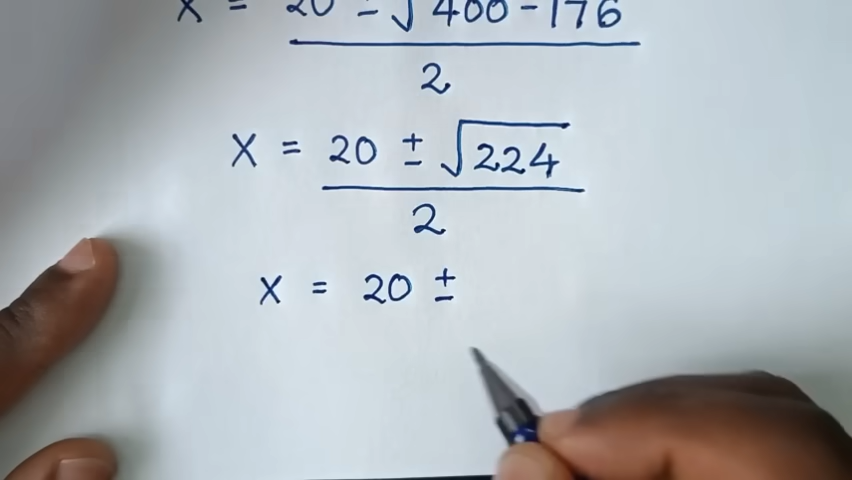 X = 20 ± √400 - 176
2
X = 20 ± √224
2
X = 20 ±